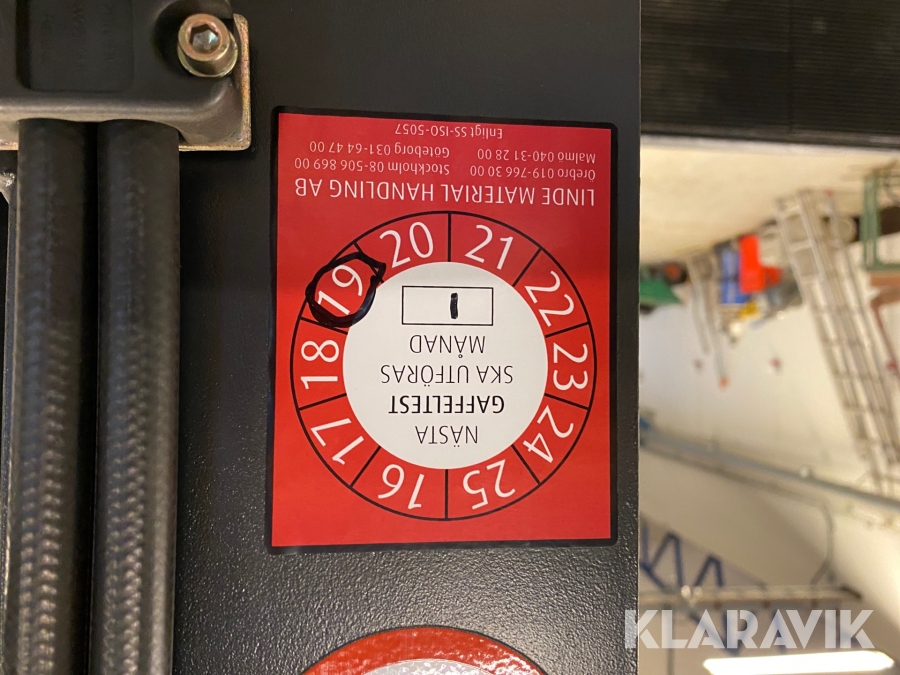 NÄSTA
GAFFELTEST
SKA UTFÖRAS
MÅNAD
1
16
17
18
19
20
21
22
23
24
25
LINDE MATERIAL HANDLING AB
Örebro 019-766 30 00 Stockholm 08-506 869 00
Malmö 040-31 28 00 Göteborg 031-64 47 00
Enligt SS-ISO-5057
KLARAVIK